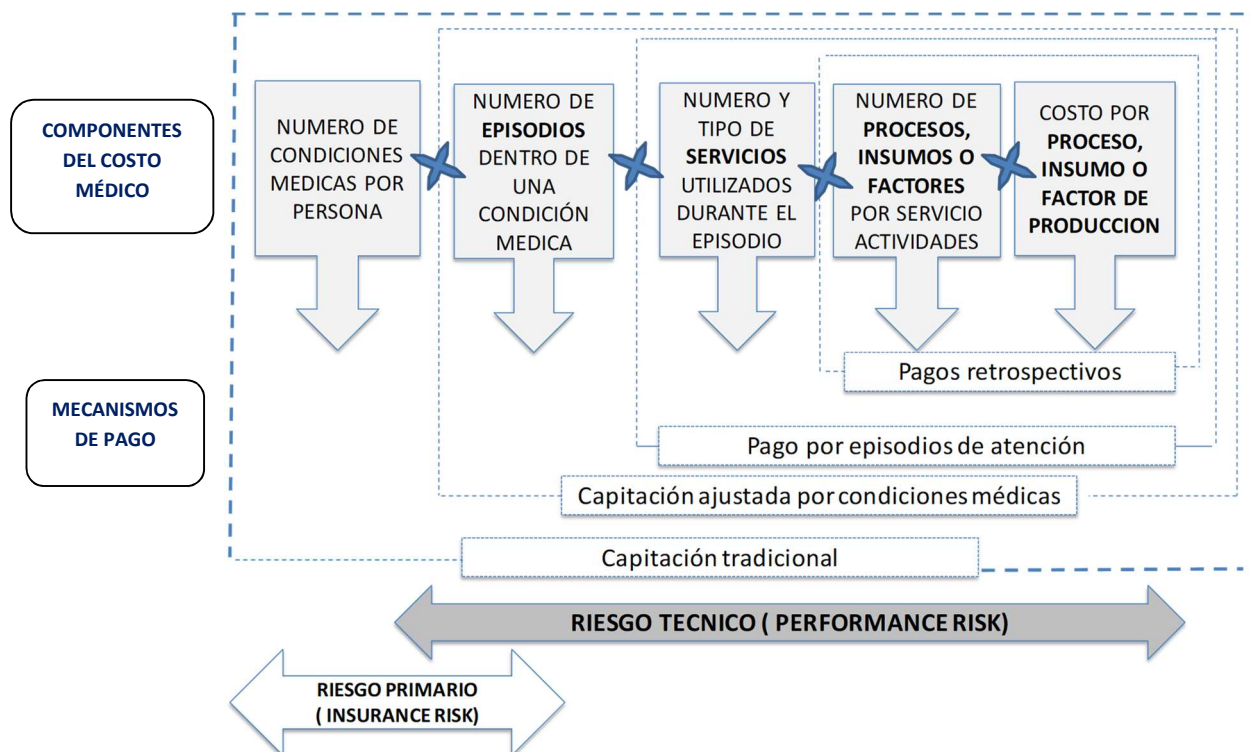 COMPONENTES
DEL COSTO
MÉDICO
NUMERO DE
CONDICIONES
MEDICAS POR
PERSONA
NUMERO DE
EPISODIOS
DENTRO DE
UNA
CONDICIÓN
MEDICA
NUMERO Y
TIPO DE
SERVICIOS
UTILIZADOS
DURANTE EL
EPISODIO
NUMERO DE
PROCESOS,
INSUMOS O
FACTORES
POR SERVICIO
ACTIVIDADES
COSTO POR
PROCESO,
INSUMO O
FACTOR DE
PRODUCCION
MECANISMOS
DE PAGO
Pagos retrospectivos
Pago por episodios de atención
Capitación ajustada por condiciones médicas
Capitación tradicional
RIESGO TECNICO ( PERFORMANCE RISK)
RIESGO PRIMARIO
( INSURANCE RISK)